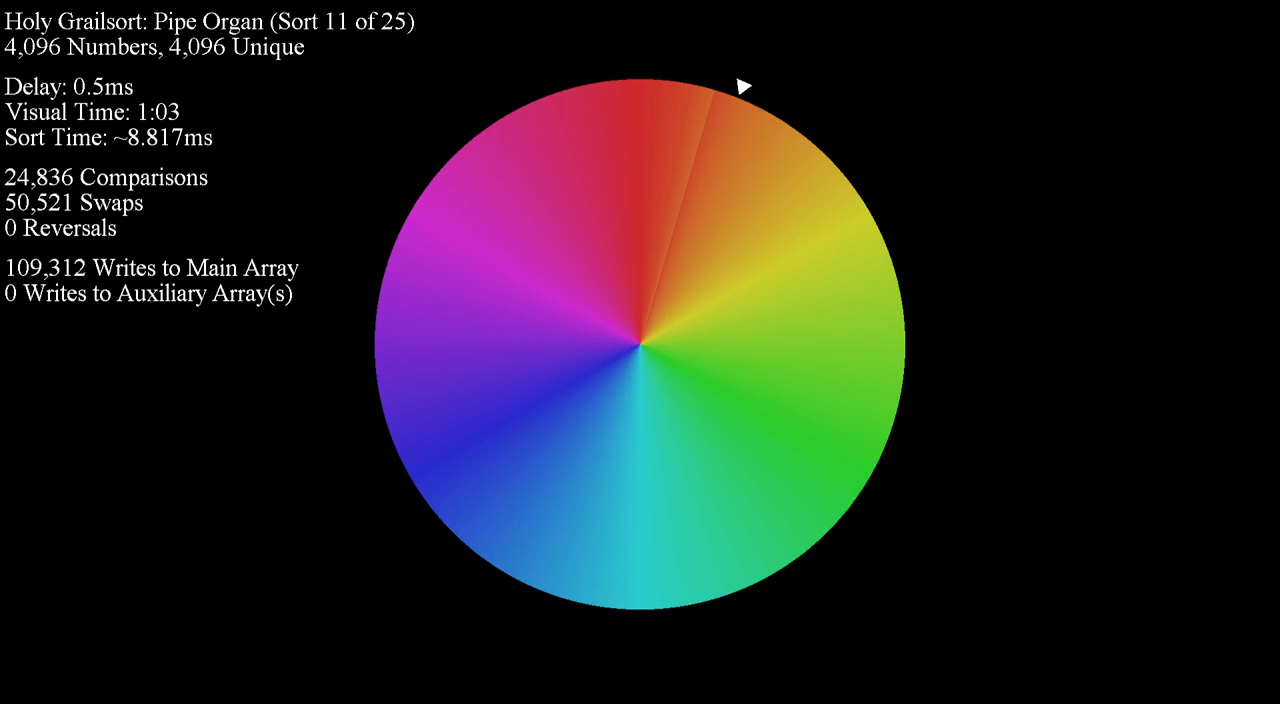 Holy Grailsort: Pipe Organ (Sort 11 of 25)
4,096 Numbers, 4,096 Unique
Delay: 0.5ms
Visual Time: 1:03
Sort Time: ~8.817ms
24,836 Comparisons
50,521 Swaps
0 Reversals
109,312 Writes to Main Array
0 Writes to Auxiliary Array(s)